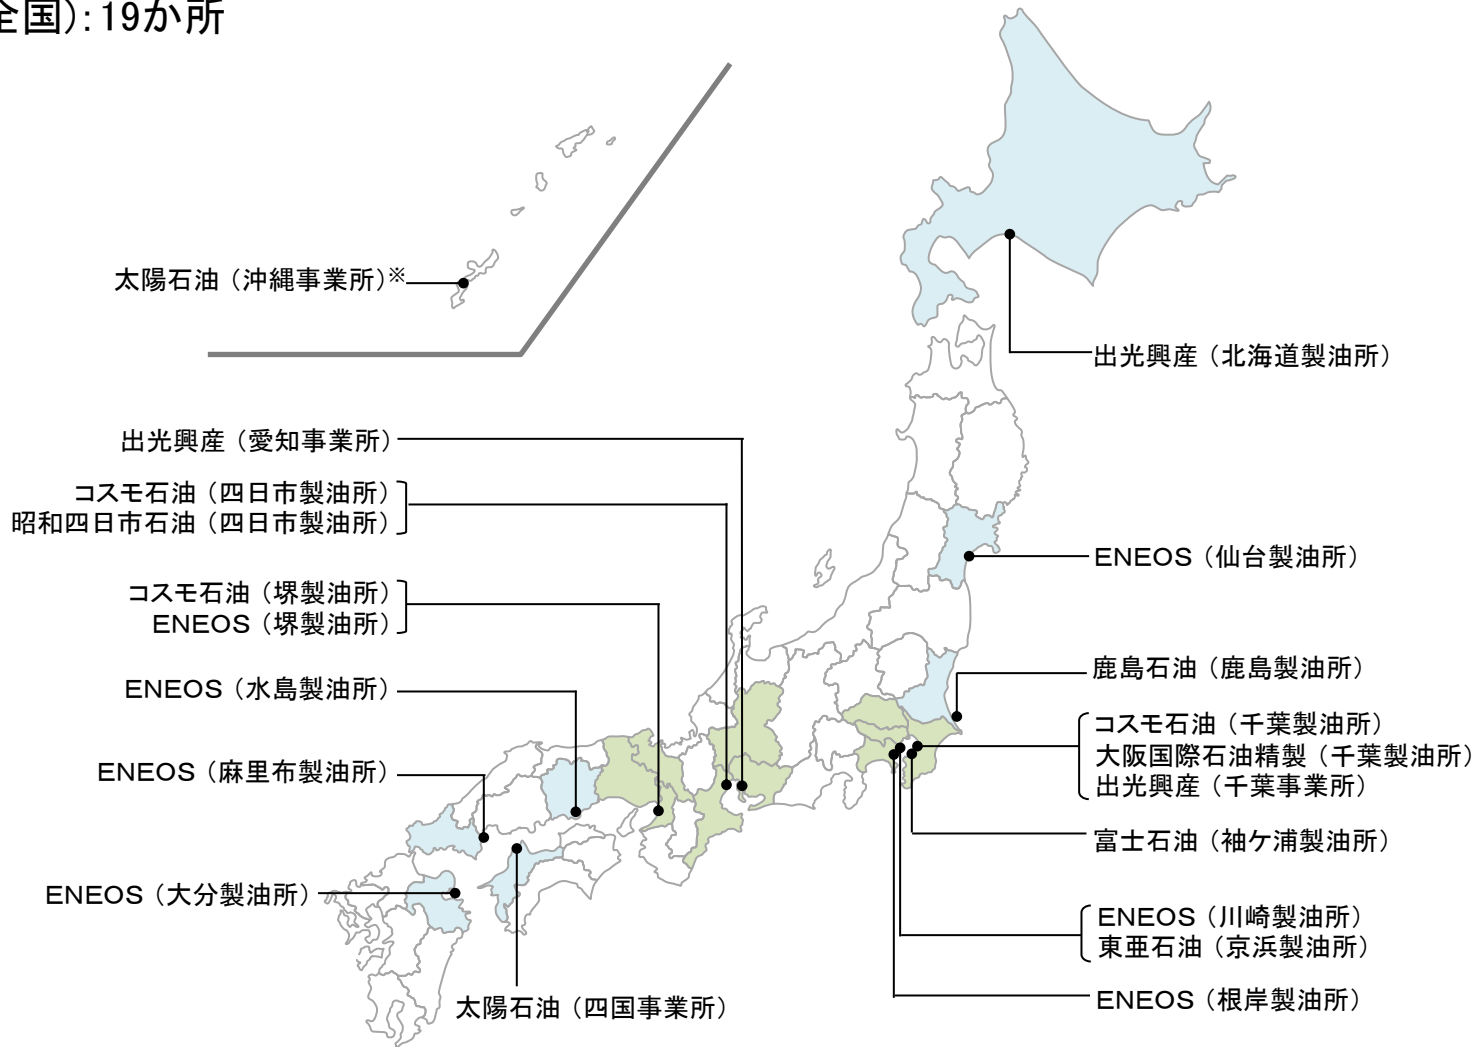 全国）：19か所
太陽石油（沖縄事業所）※
出光興産（北海道製油所）
出光興産（愛知事業所）
コスモ石油（四日市製油所）
昭和四日市石油（四日市製油所）
コスモ石油（堺製油所）
ENEOS（堺製油所）
ENEOS（水島製油所）
ENEOS（麻里布製油所）
ENEOS（大分製油所）
太陽石油（四国事業所）
ENEOS（仙台製油所）
鹿島石油（鹿島製油所）
コスモ石油（千葉製油所）
大阪国際石油精製（千葉製油所）
出光興産（千葉事業所）
富士石油（袖ケ浦製油所）
ENEOS（川崎製油所）
東亜石油（京浜製油所）
ENEOS（根岸製油所）